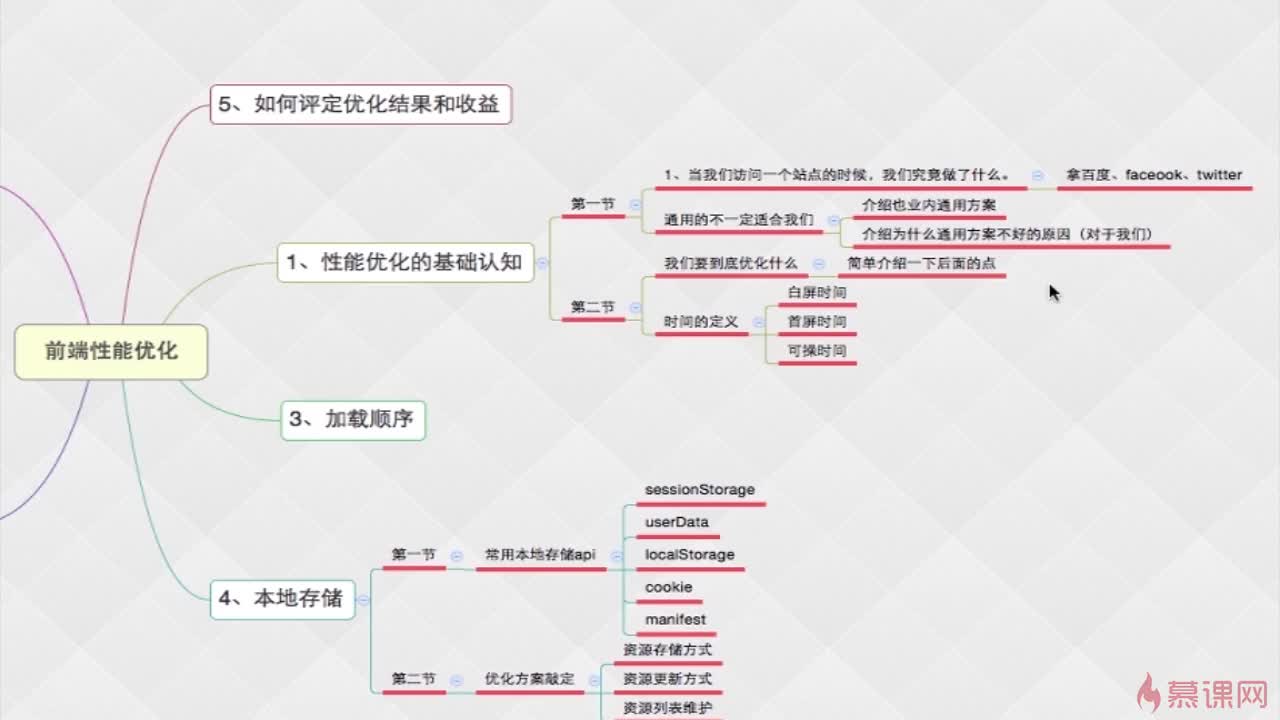 5、如何评定优化结果和收益
1、当我们访问一个站点的时候，我们究竟做了什么。
拿百度、faceook、twitter
第一节
介绍也业内通用方案
通用的不一定适合我们
介绍为什么通用方案不好的原因（对于我们）
1、性能优化的基础认知
我们要到底优化什么
简单介绍一下后面的点
白屏时间
第二节
时间的定义
首屏时间
可操时间
前端性能优化
3、加载顺序
sessionStorage
userData
第一节
常用本地存储api
localStorage
cookie
4、本地存储
manifest
资源存储方式
第二节
优化方案敲定
资源更新方式
资源列表维护
慕课网